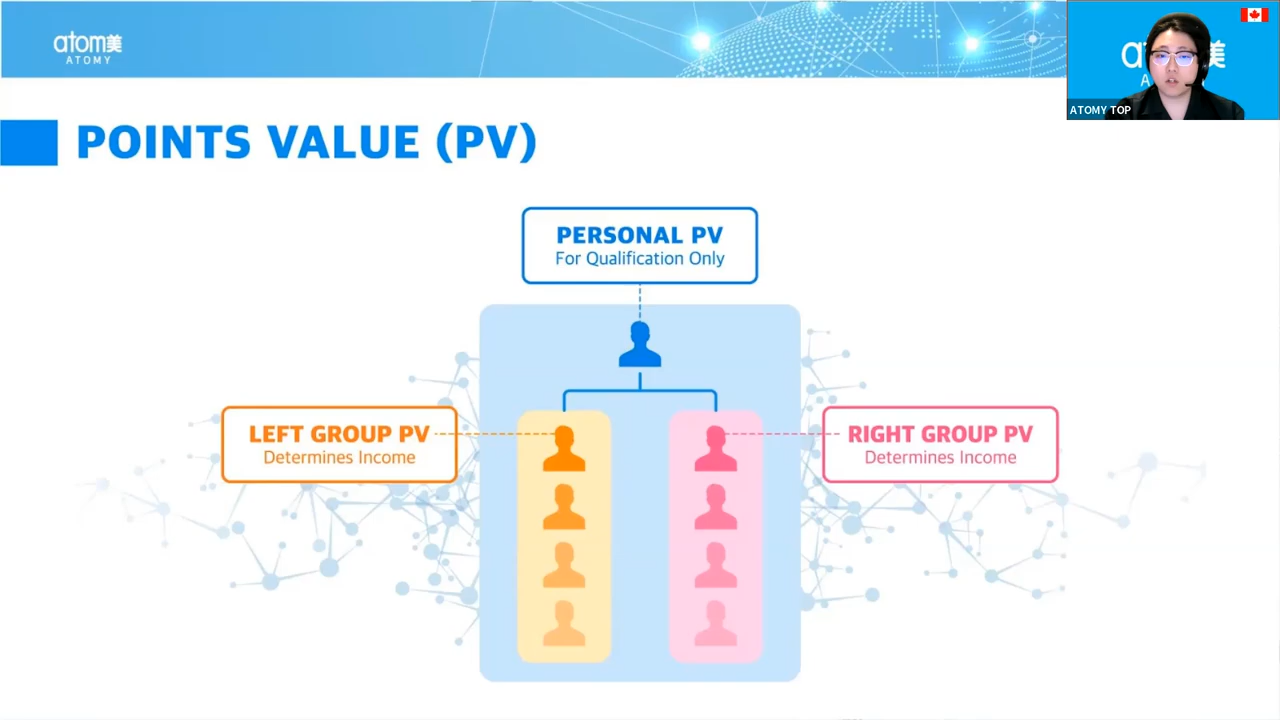 atom美
ATOMY
ATOMY TOP
POINTS VALUE (PV)
PERSONAL PV
For Qualification Only
LEFT GROUP PV
Determines Income
RIGHT GROUP PV
Determines Income